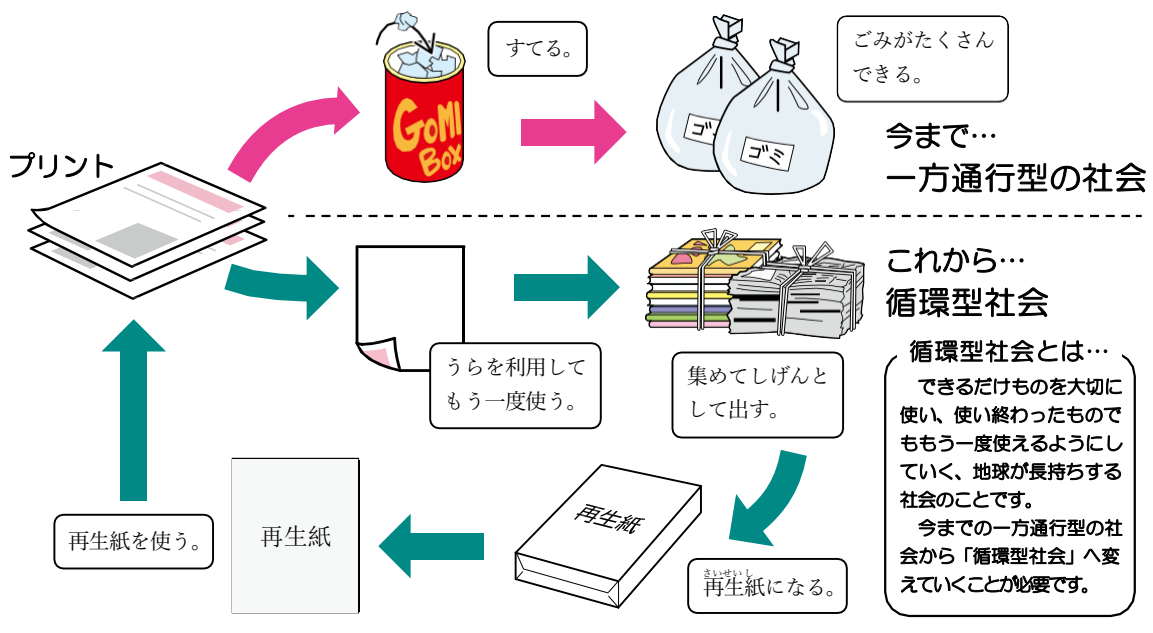 プリント
GOMI
BOX
すてる。
ゴミ
ゴミ
ごみがたくさん
できる。
今まで…
一方通行型の社会
うらを利用して
もう一度使う。
集めてしげんと
して出す。
これから…
循環型社会
循環型社会とは…
できるだけものを大切に
使い、使い終わったもので
ももう一度使えるようにし
ていく、地球が長持ちする
社会のことです。
今までの一方通行型の社
会から「循環型社会」へ変
えていくことが必要です。
さいせいし
再生紙になる。
再生紙
再生紙
再生紙を使う。